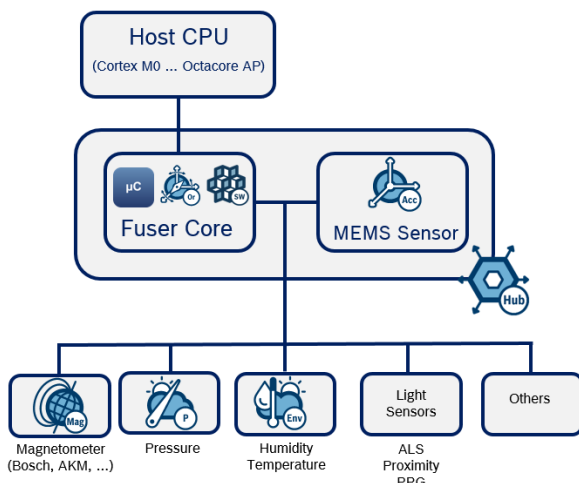 Host CPU
(Cortex M0 ... Octacore AP)
µC
Or
SW
Fuser Core
Acc
MEMS Sensor
Hub
Mag
P
Env
Light
Sensors
Others
Magnetometer
(Bosch, AKM, ...)
Pressure
Humidity
Temperature
ALS
Proximity
PPG